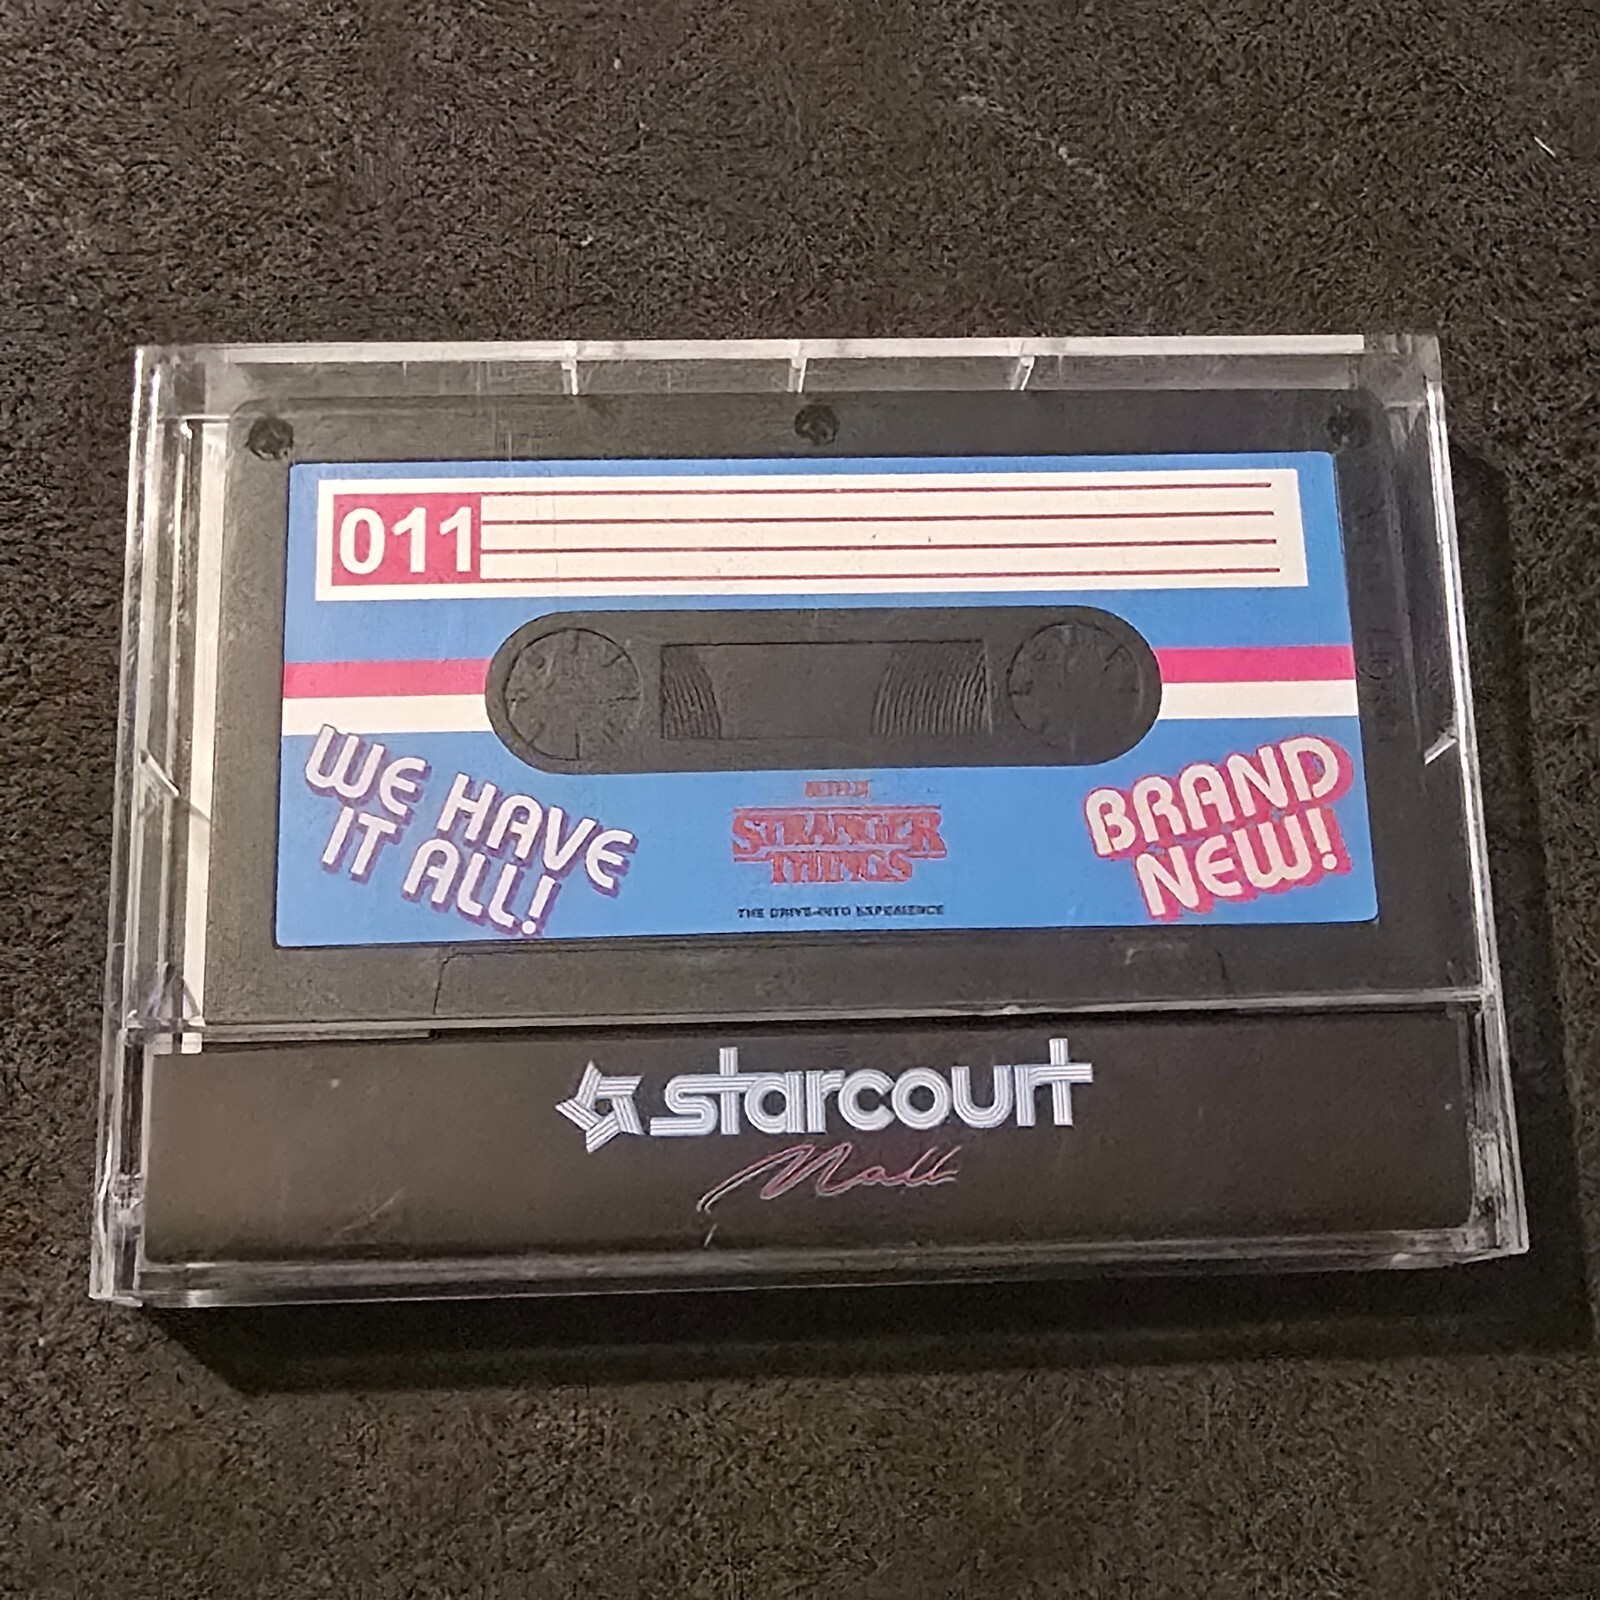 011
WE HAVE
IT ALL!
NETFLIX
STRANGER
THINGS
THE DRIVE-INTO EXPERIENCE
BRAND
NEW!
starcourt
Mall